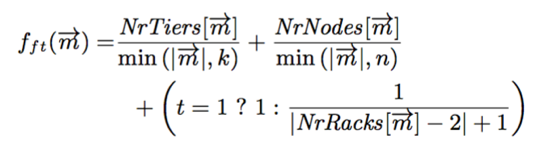 f_{ft}(\vec{m}) = \frac{NrTiers[\vec{m}]}{\min(|\vec{m}|, k)} + \frac{NrNodes[\vec{m}]}{\min(|\vec{m}|, n)}
+ \left( t = 1 ? 1 : \frac{1}{|NrRacks[\vec{m}] - 2| + 1} \right)